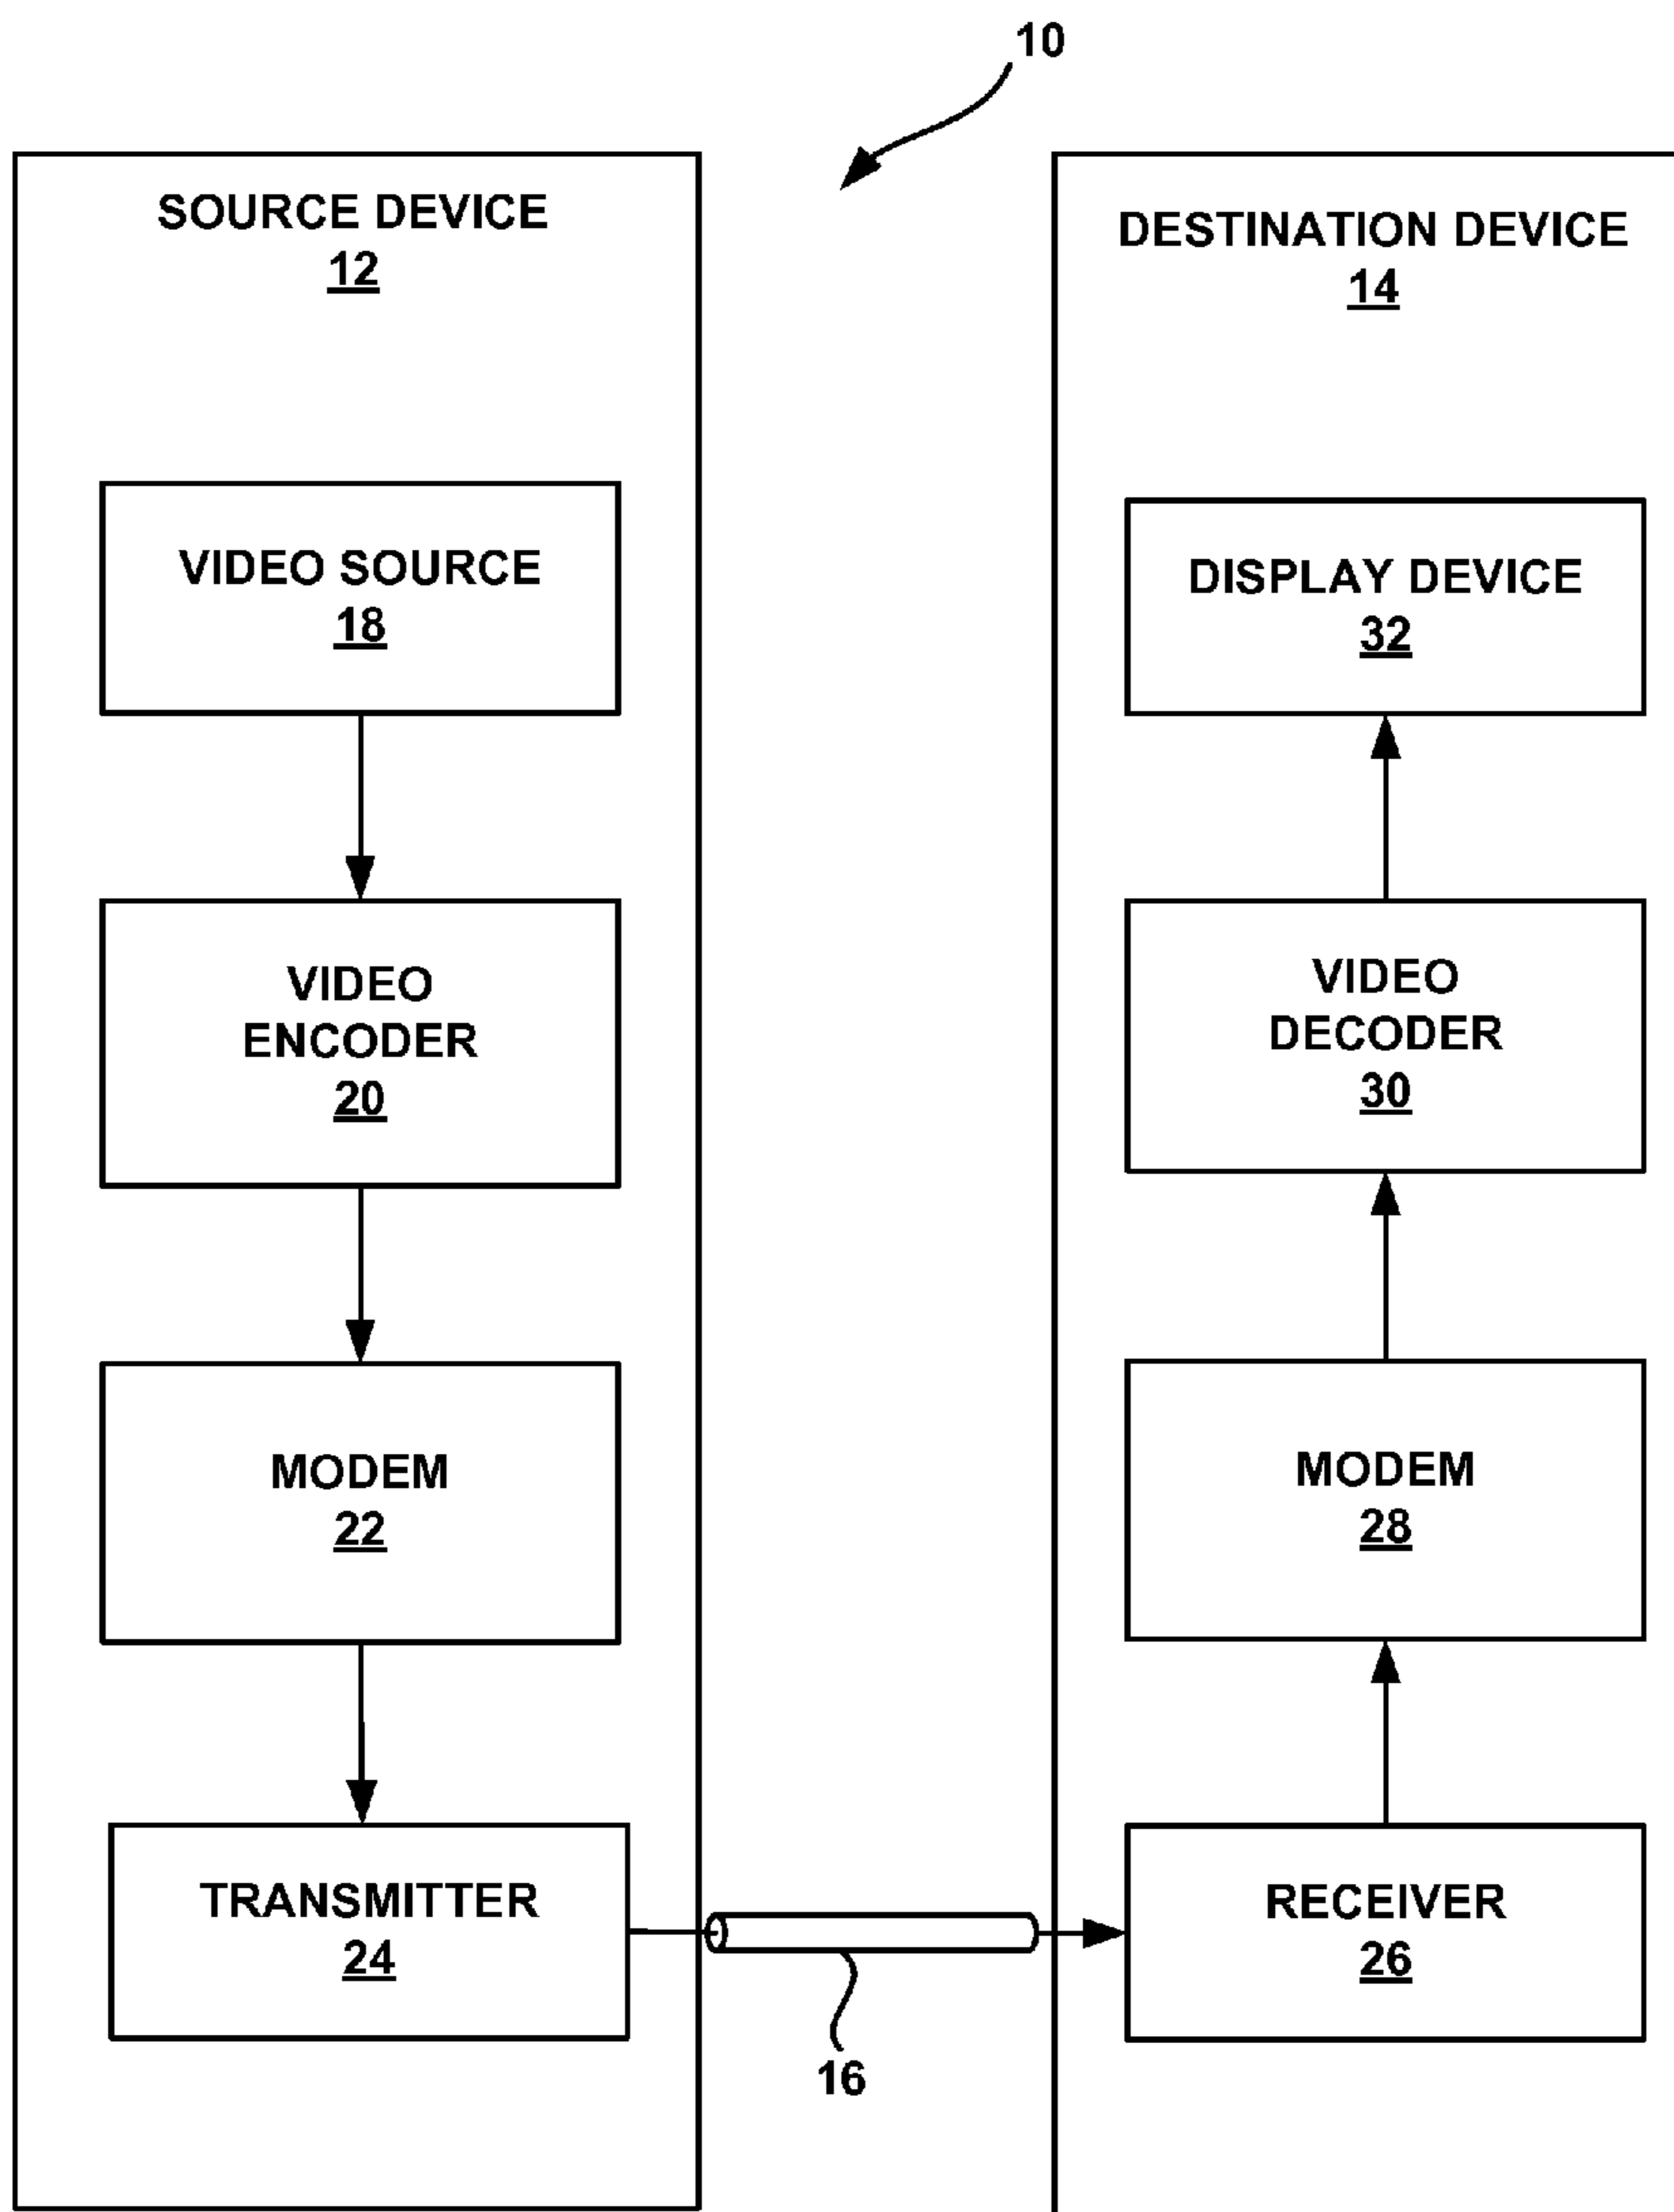 10
SOURCE DEVICE
12
VIDEO SOURCE
18
VIDEO
ENCODER
20
MODEM
22
TRANSMITTER
24
16
DESTINATION DEVICE
14
DISPLAY DEVICE
32
VIDEO
DECODER
30
MODEM
28
RECEIVER
26